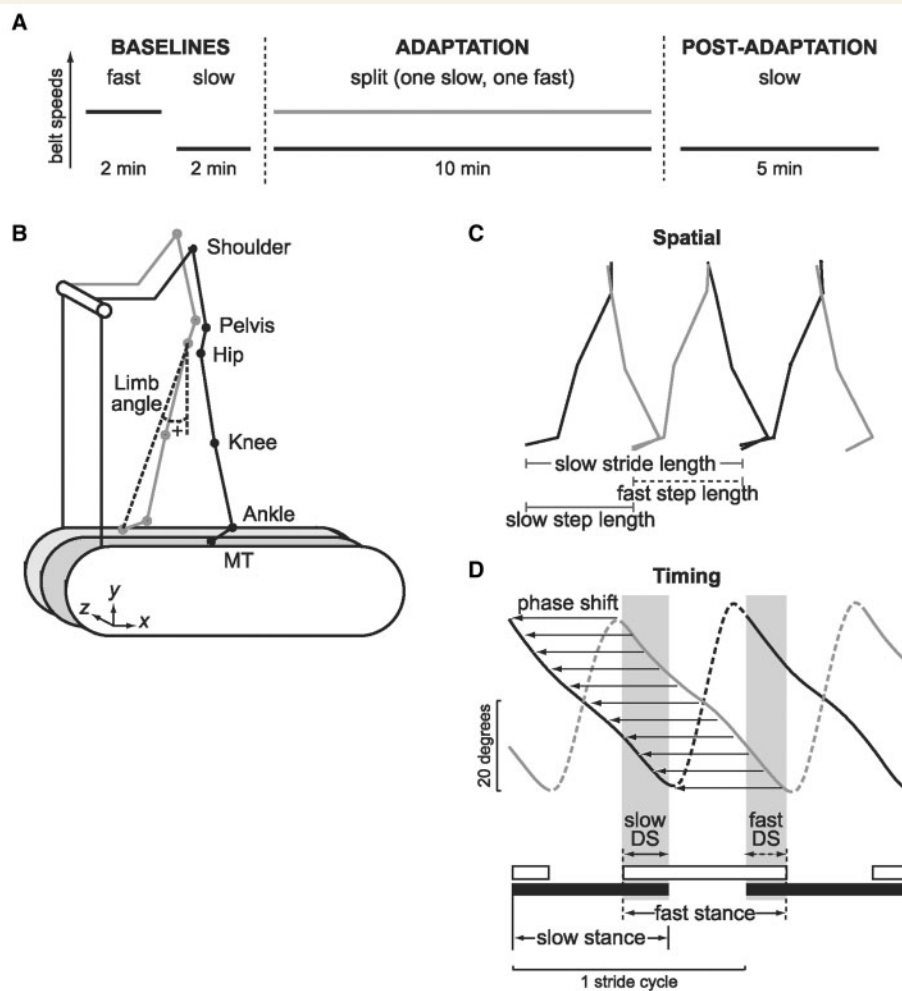 A
BASELINES
ADAPTATION
POST-ADAPTATION
fast
slow
split (one slow, one fast)
slow
belt speeds
2 min
2 min
10 min
5 min
B
Shoulder
Pelvis
Hip
Limb
angle
+
Knee
Ankle
MT
y
z
x
C
Spatial
slow stride length
fast step length
slow step length
D
Timing
phase shift
20 degrees
slow
DS
fast
DS
fast stance
slow stance
1 stride cycle